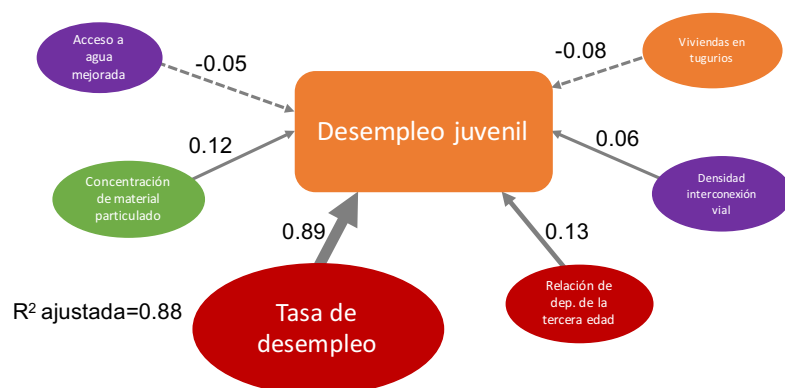 Acceso a
agua
mejorada
-0.05
-0.08
Viviendas en
tugurios
Desempleo juvenil
0.12
0.06
Concentración
de material
particulado
Densidad
interconexión
vial
0.89
0.13
R² ajustada=0.88
Tasa de
desempleo
Relación de
dep. de la
tercera edad